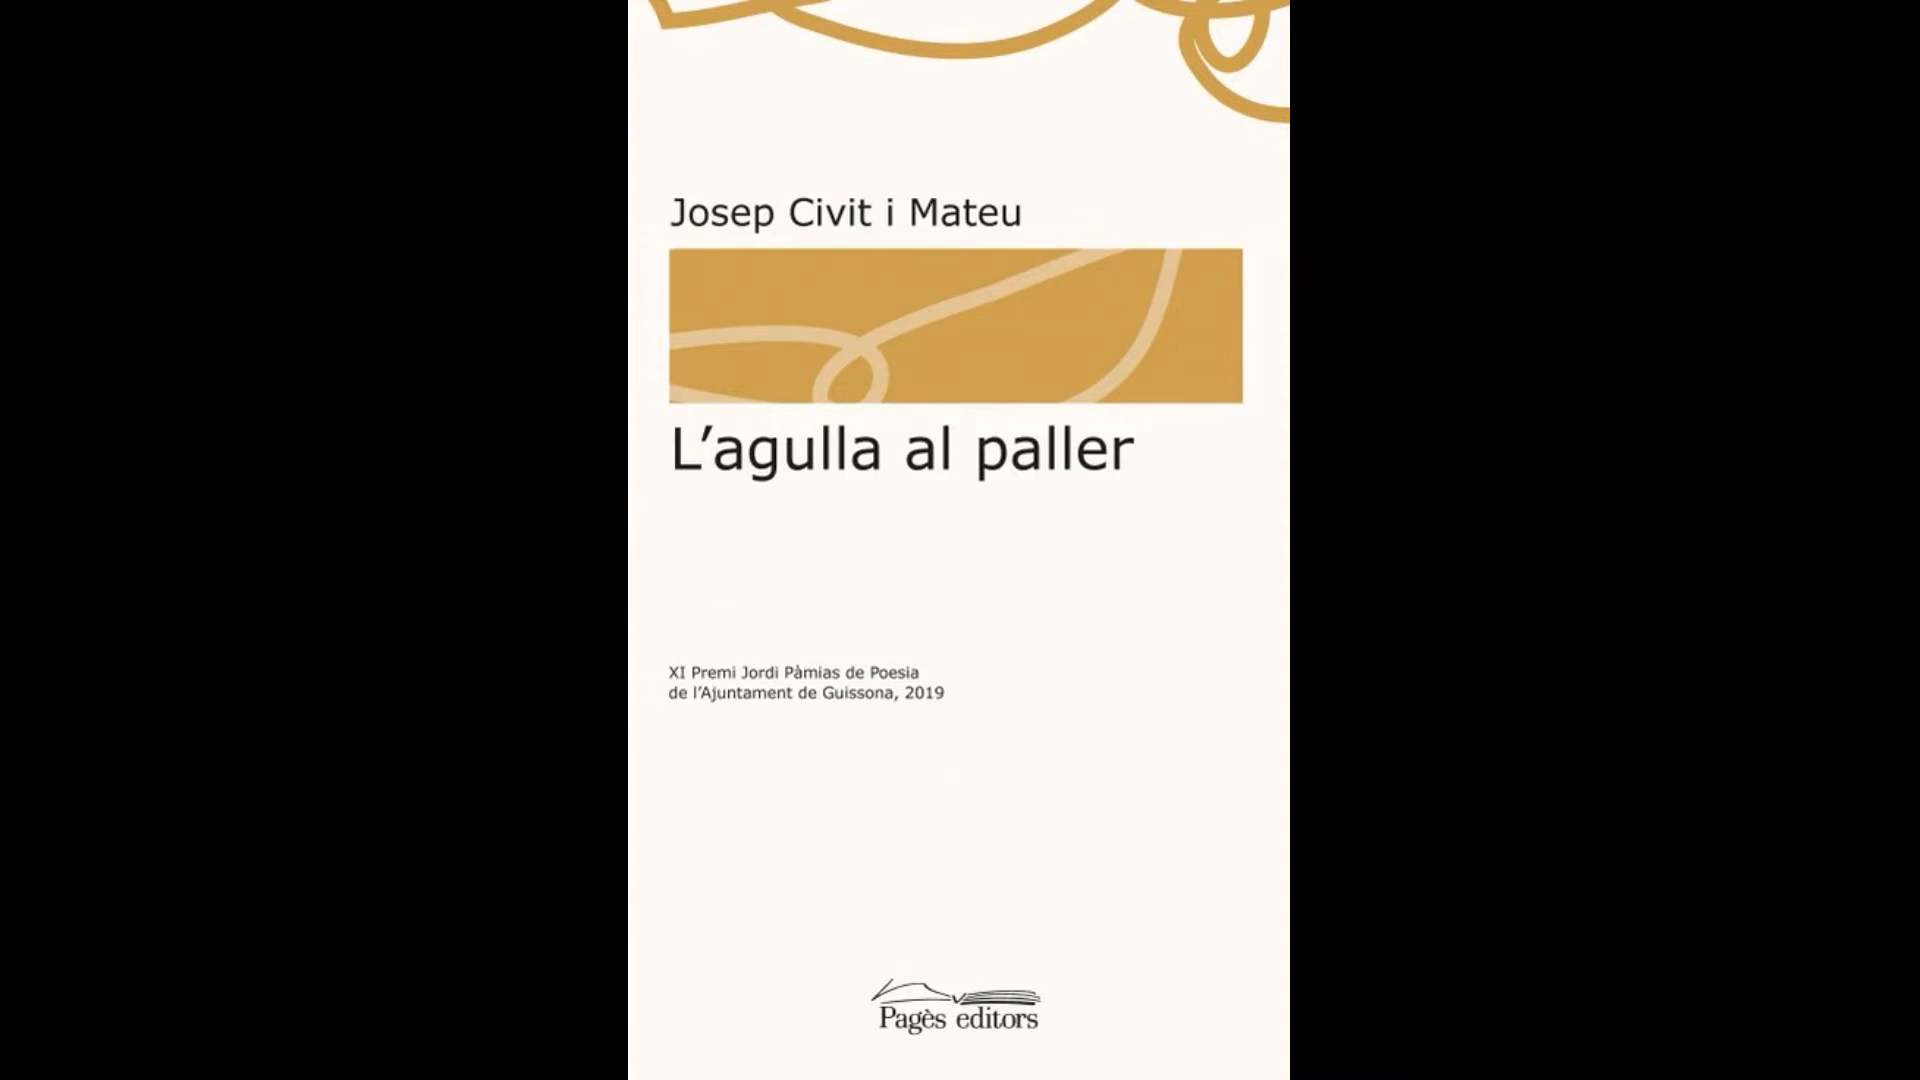 Josep Civit i Mateu
L’agulla al paller
XI Premi Jordi Pàmias de Poesia
de l’Ajuntament de Guissona, 2019
Pagès editors